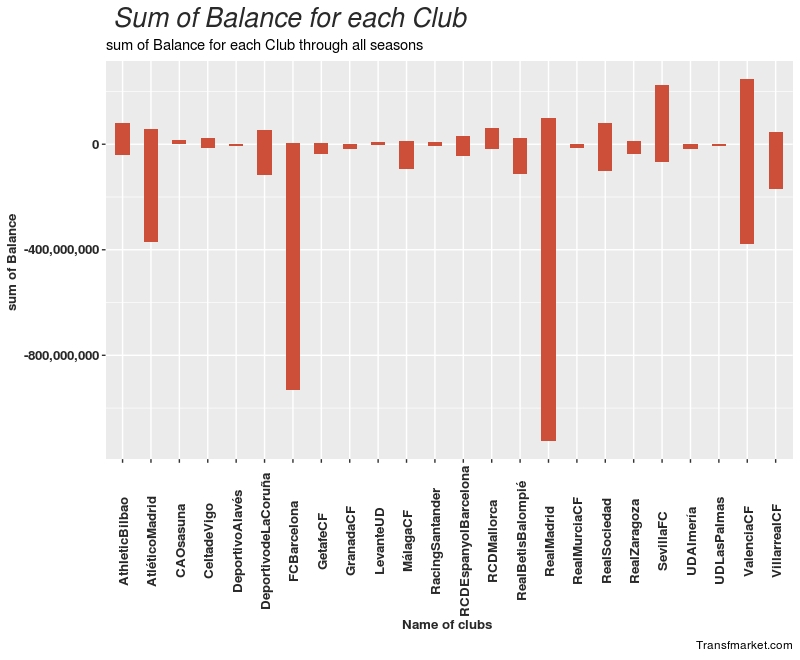 Sum of Balance for each Club
sum of Balance for each Club through all seasons
sum of Balance
0
-400,000,000
-800,000,000
AthleticBilbao
AtléticoMadrid
CAOsasuna
CeltadeVigo
DeportivoAlavés
DeportivodeLaCoruña
FCBarcelona
GetafeCF
GranadaCF
LevanteUD
MálagaCF
RacingSantander
RCDEspanyolBarcelona
RCDMallorca
RealBetisBalompié
RealMadrid
RealMurciaCF
RealSociedad
RealZaragoza
SevillaFC
UDAlmería
UDLasPalmas
ValenciaCF
VillarrealCF
Name of clubs
Transfmarket.com